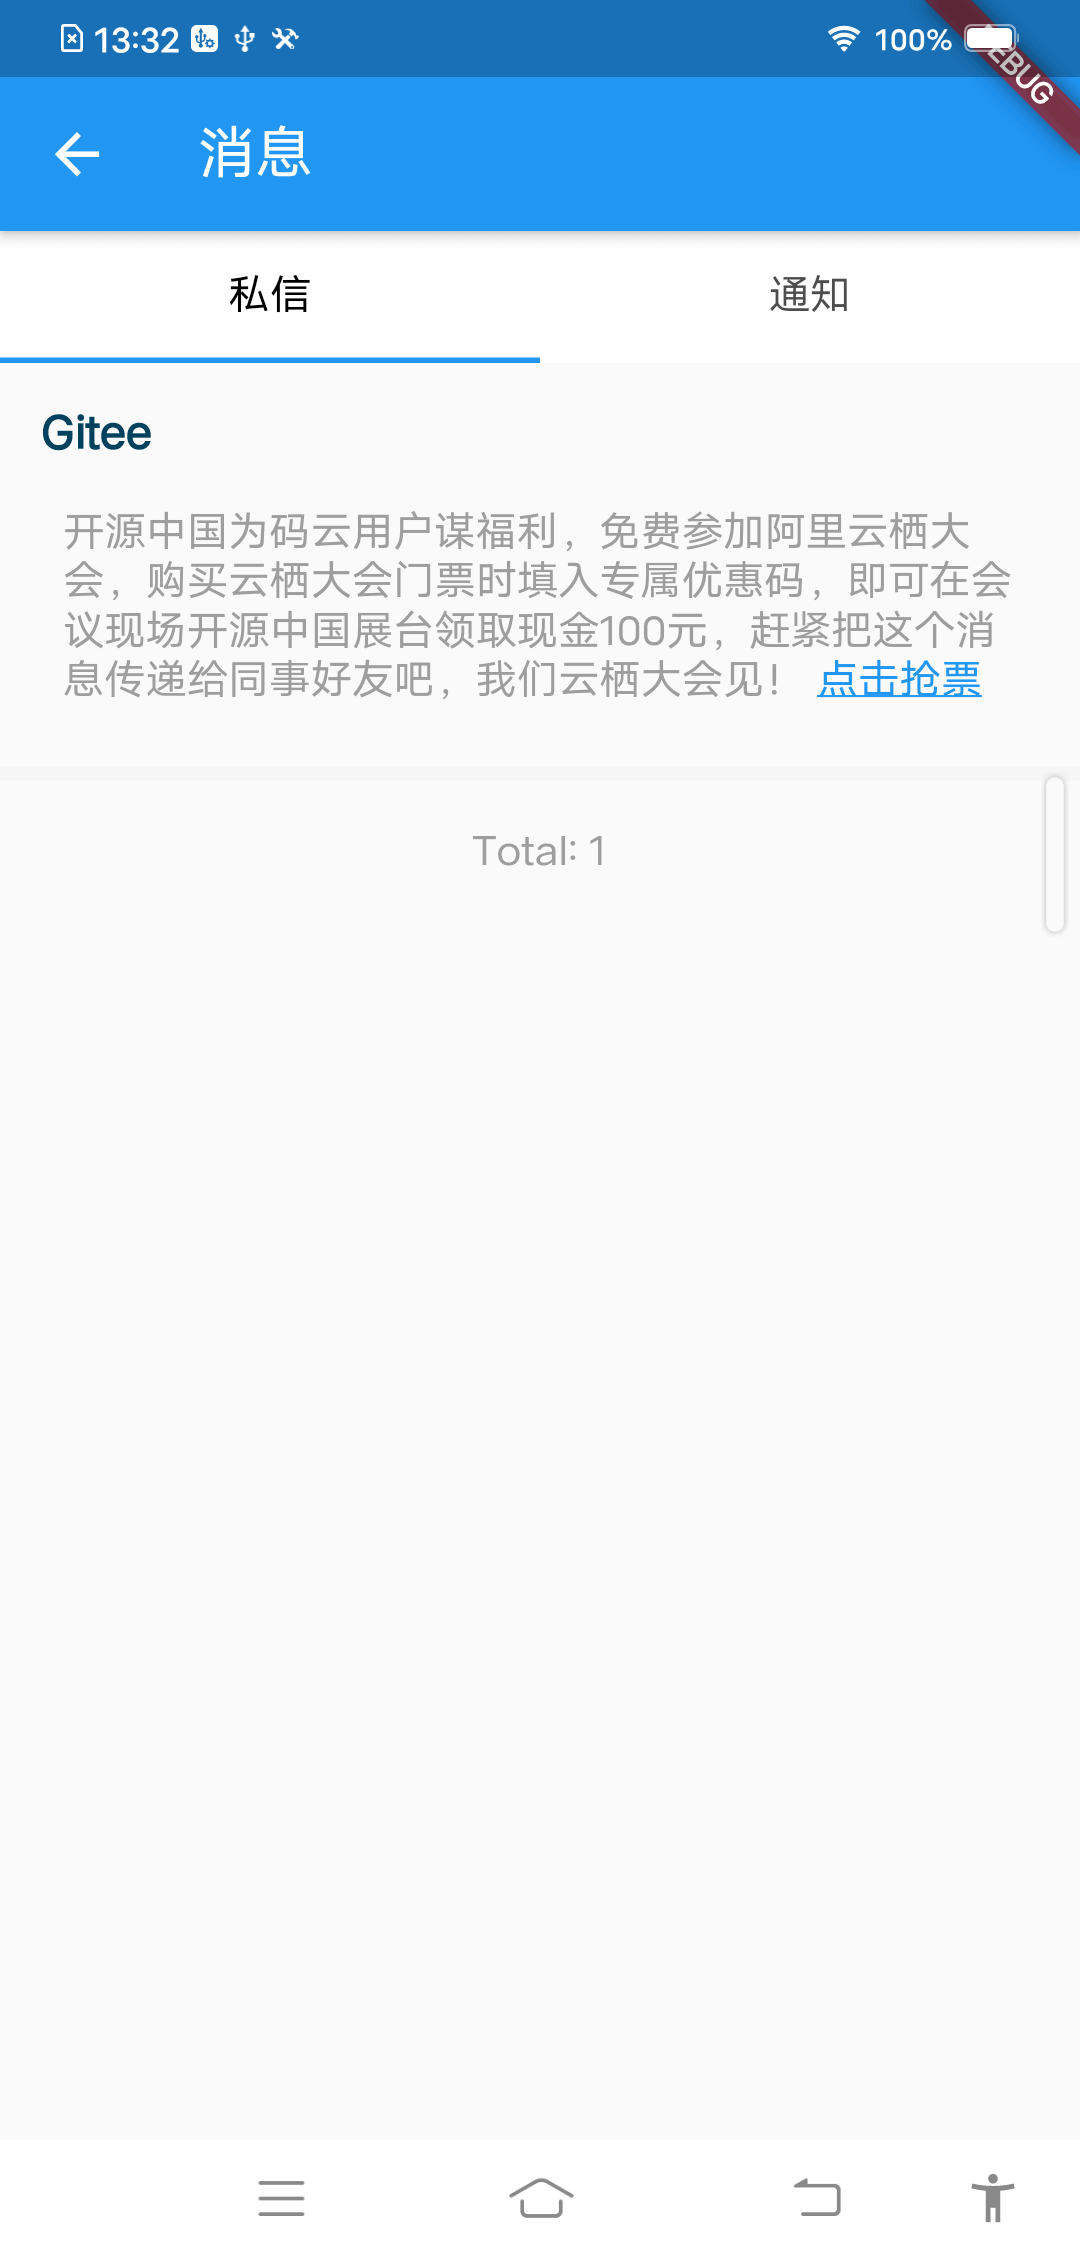 13:32
100%
EBUG
消息
私信
通知
Gitee
开源中国为码云用户谋福利，免费参加阿里云栖大
会，购买云栖大会门票时填入专属优惠码，即可在会
议现场开源中国展台领取现金100元，赶紧把这个消
息传递给同事好友吧，我们云栖大会见！ 点击抢票
Total: 1